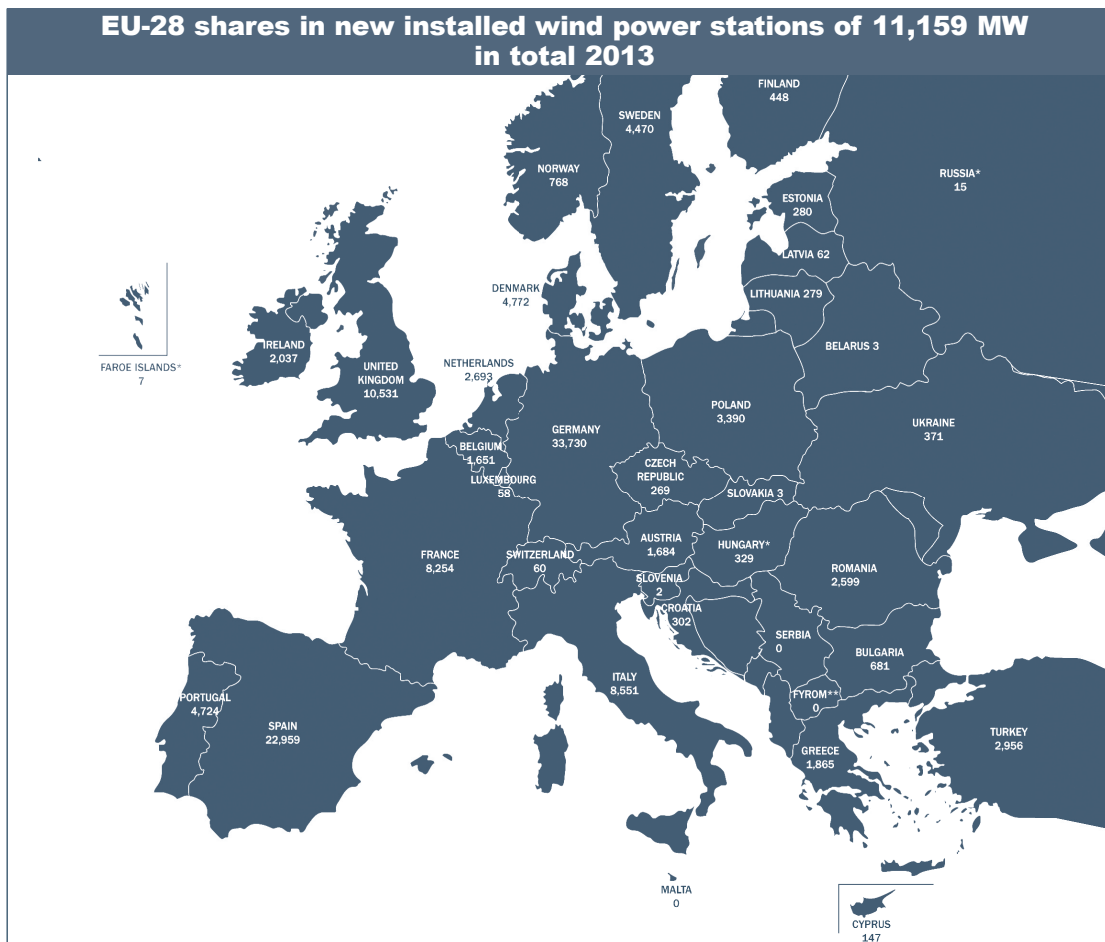 EU-28 shares in new installed wind power stations of 11,159 MW
in total 2013
FINLAND
448
SWEDEN
4,470
NORWAY
768
RUSSIA*
15
ESTONIA
280
LATVIA 62
DENMARK
4,772
LITHUANIA 279
BELARUS 3
IRELAND
2,037
FAROE ISLANDS*
7
NETHERLANDS
2,693
UNITED
KINGDOM
10,531
POLAND
3,390
UKRAINE
371
GERMANY
33,730
BELGIUM
1,651
LUXEMBOURG
58
CZECH
REPUBLIC
269
SLOVAKIA 3
AUSTRIA
1,684
HUNGARY*
329
FRANCE
8,254
SWITZERLAND
60
ROMANIA
2,599
SLOVENIA
2
CROATIA
302
SERBIA
0
BULGARIA
681
ITALY
8,551
FYROM**
0
PORTUGAL
4,724
SPAIN
22,959
TURKEY
2,956
GREECE
1,865
MALTA
0
CYPRUS
147